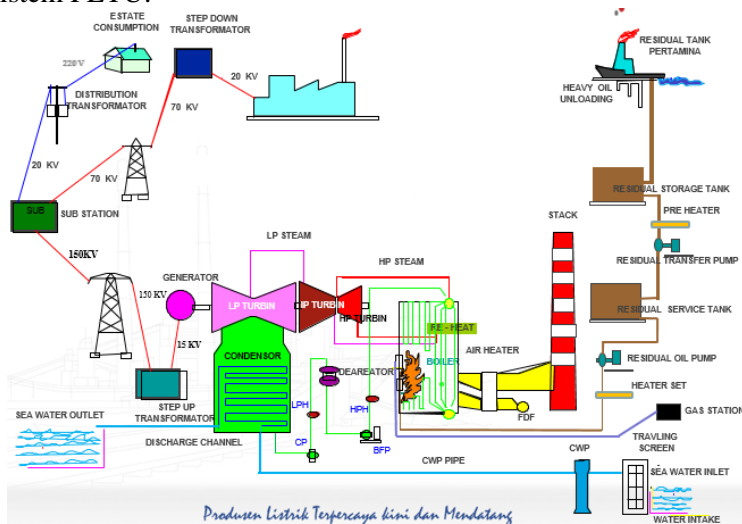 ESTATE
CONSUMPTION
STEP DOWN
TRANSFORMATOR
RESIDUAL TANK
PERTAMINA
220V
20 KV
HEAVY OIL
UNLOADING
DISTRIBUTION
TRANSFORMATOR
70 KV
20 KV
70 KV
RESIDUAL STORAGE TANK
SUB
SUB STATION
STACK
PRE HEATER
LP STEAM
150KV
HP STEAM
RESIDUAL TRANSFER PUMP
GENERATOR
150 KV
LP TURBIN
IP TURBIN
HP TURBIN
RESIDUAL SERVICE TANK
RE - HEAT
15 KV
AIR HEATER
CONDENSOR
BOILER
RESIDUAL OIL PUMP
DEAREATOR
HEATER SET
STEP UP
TRANSFORMATOR
LPH
HPH
SEA WATER OUTLET
FDF
GAS STATION
DISCHARGE CHANNEL
CP
BFP
TRAVLING
SCREEN
CWP PIPE
CWP
SEA WATER INLET
WATER INTAKE
Produsen Listrik Terpercaya kini dan Mendatang